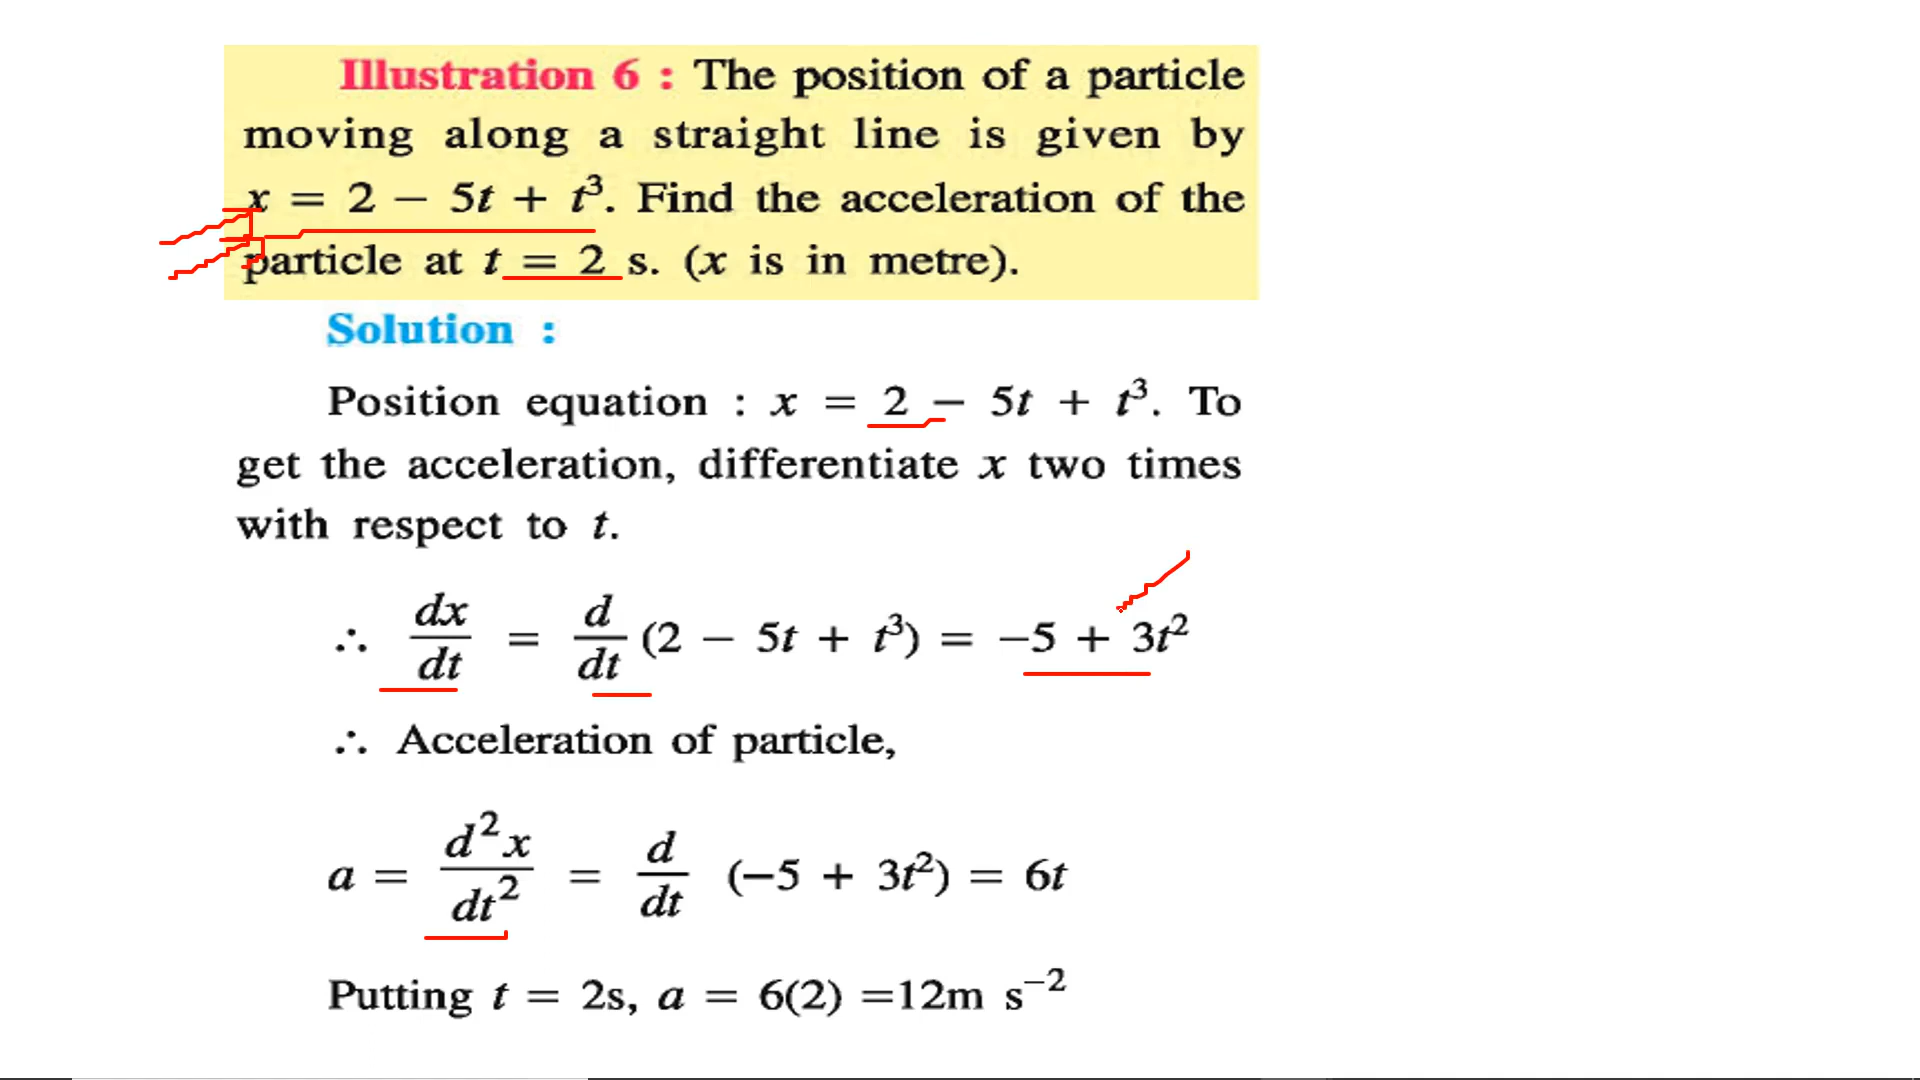 Illustration 6 : The position of a particle
moving along a straight line is given by
x = 2 − 5t + t³. Find the acceleration of the
particle at t = 2 s. (x is in metre).
Solution :
Position equation : x = 2 − 5t + t³. To
get the acceleration, differentiate x two times
with respect to t.
∴ dx/dt = d/dt (2 − 5t + t³) = −5 + 3t²
∴ Acceleration of particle,
a = d²x/dt² = d/dt (−5 + 3t²) = 6t
Putting t = 2s, a = 6(2) =12m s⁻²